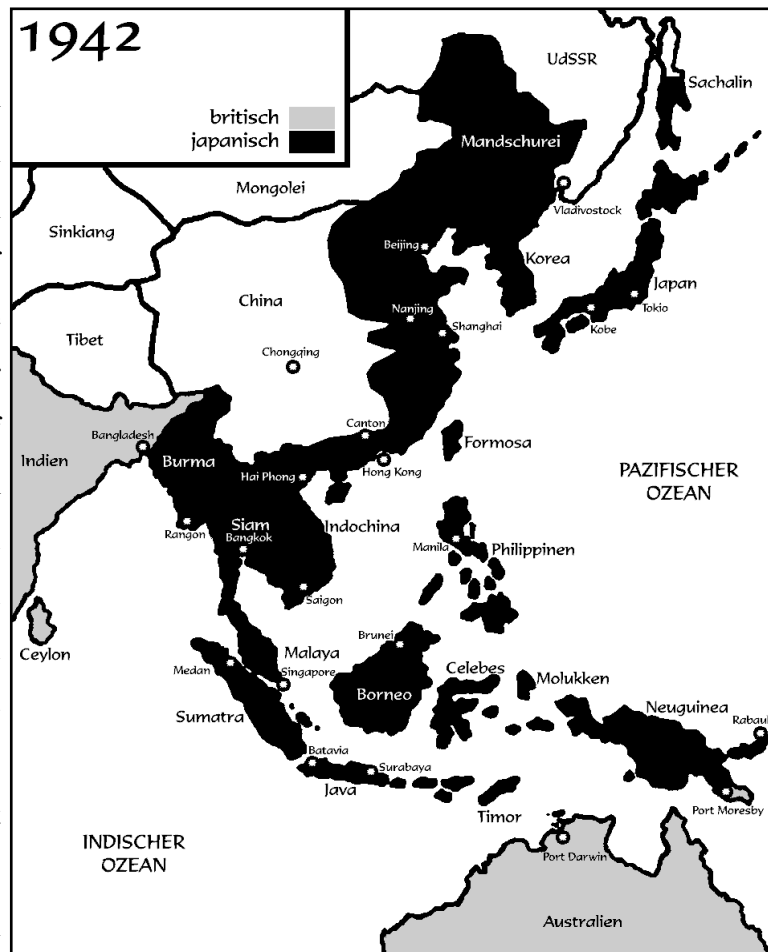 1942
britisch
japanisch
UdSSR
Sachalin
Mandschurei
Mongolei
Vladivostock
Sinkiang
Beijing
Korea
Japan
China
Nanjing
Tokio
Shanghai
Kobe
Tibet
Chongqing
Canton
Bangladesh
Formosa
Indien
Burma
Hong Kong
Hai Phong
PAZIFISCHER
OZEAN
Siam
Indochina
Rangon
Bangkok
Manila
Philippinen
Saigon
Brunei
Ceylon
Malaya
Medan
Singapore
Celebes
Molukken
Borneo
Sumatra
Neuguinea
Rabaul
Batavia
Surabaya
Java
Timor
Port Moresby
INDISCHER
OZEAN
Port Darwin
Australien